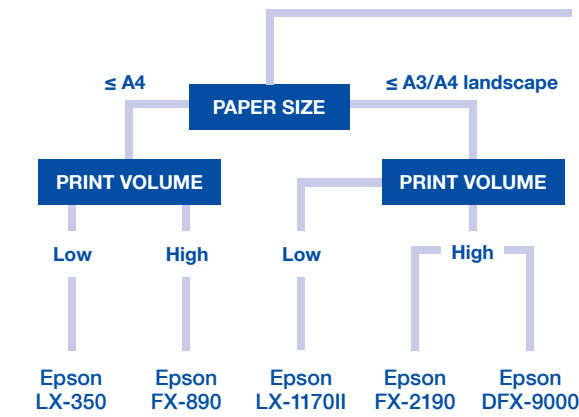 ≤ A4
≤ A3/A4 landscape
PAPER SIZE
PRINT VOLUME
PRINT VOLUME
Low
High
Low
High
Epson
LX-350
Epson
FX-890
Epson
LX-1170II
Epson
FX-2190
Epson
DFX-9000